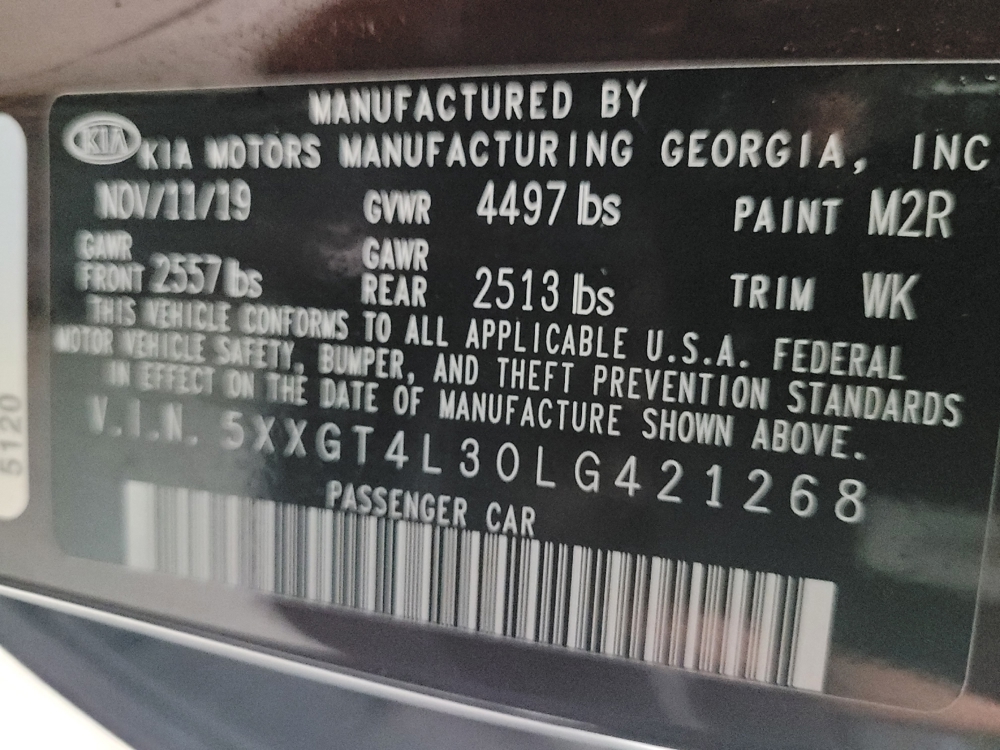 MANUFACTURED BY
KIA
KIA MOTORS MANUFACTURING GEORGIA, INC
NOV/11/19 GVWR 4497 lbs PAINT M2R
GAWR FRONT 2557 lbs GAWR REAR 2513 lbs TRIM WK
THIS VEHICLE CONFORMS TO ALL APPLICABLE U.S.A. FEDERAL
MOTOR VEHICLE SAFETY, BUMPER, AND THEFT PREVENTION STANDARDS
IN EFFECT ON THE DATE OF MANUFACTURE SHOWN ABOVE.
V.I.N. 5XXGT4L30LG421268
PASSENGER CAR
5120